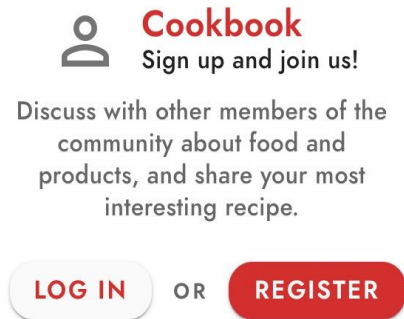 Cookbook
Sign up and join us!
Discuss with other members of the
community about food and
products, and share your most
interesting recipe.
LOG IN OR REGISTER